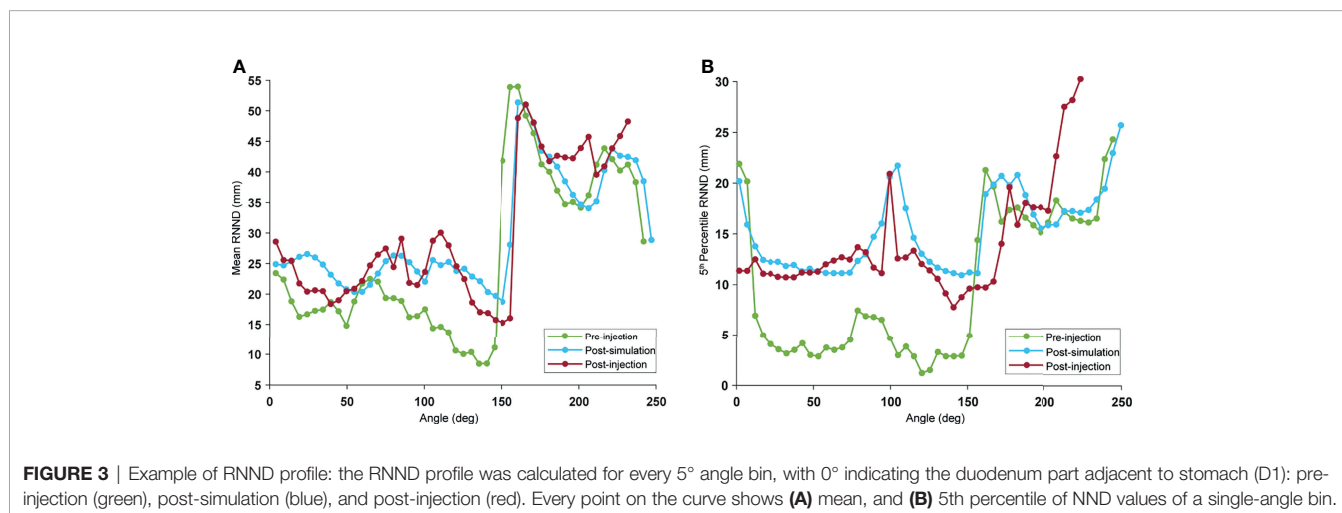 A
B
55
50
45
40
35
30
25
20
15
10
5
Mean RNND (mm)
0
50
100
150
200
250
Angle (deg)
Pre-injection
Post-simulation
Post-injection
30
25
20
15
10
5
0
5th Percentile RNND (mm)
0
50
100
150
200
250
Angle (deg)
Pre-injection
Post-simulation
Post-injection
FIGURE 3 | Example of RNND profile: the RNND profile was calculated for every 5° angle bin, with 0° indicating the duodenum part adjacent to stomach (D1): pre-
injection (green), post-simulation (blue), and post-injection (red). Every point on the curve shows (A) mean, and (B) 5th percentile of NND values of a single-angle bin.